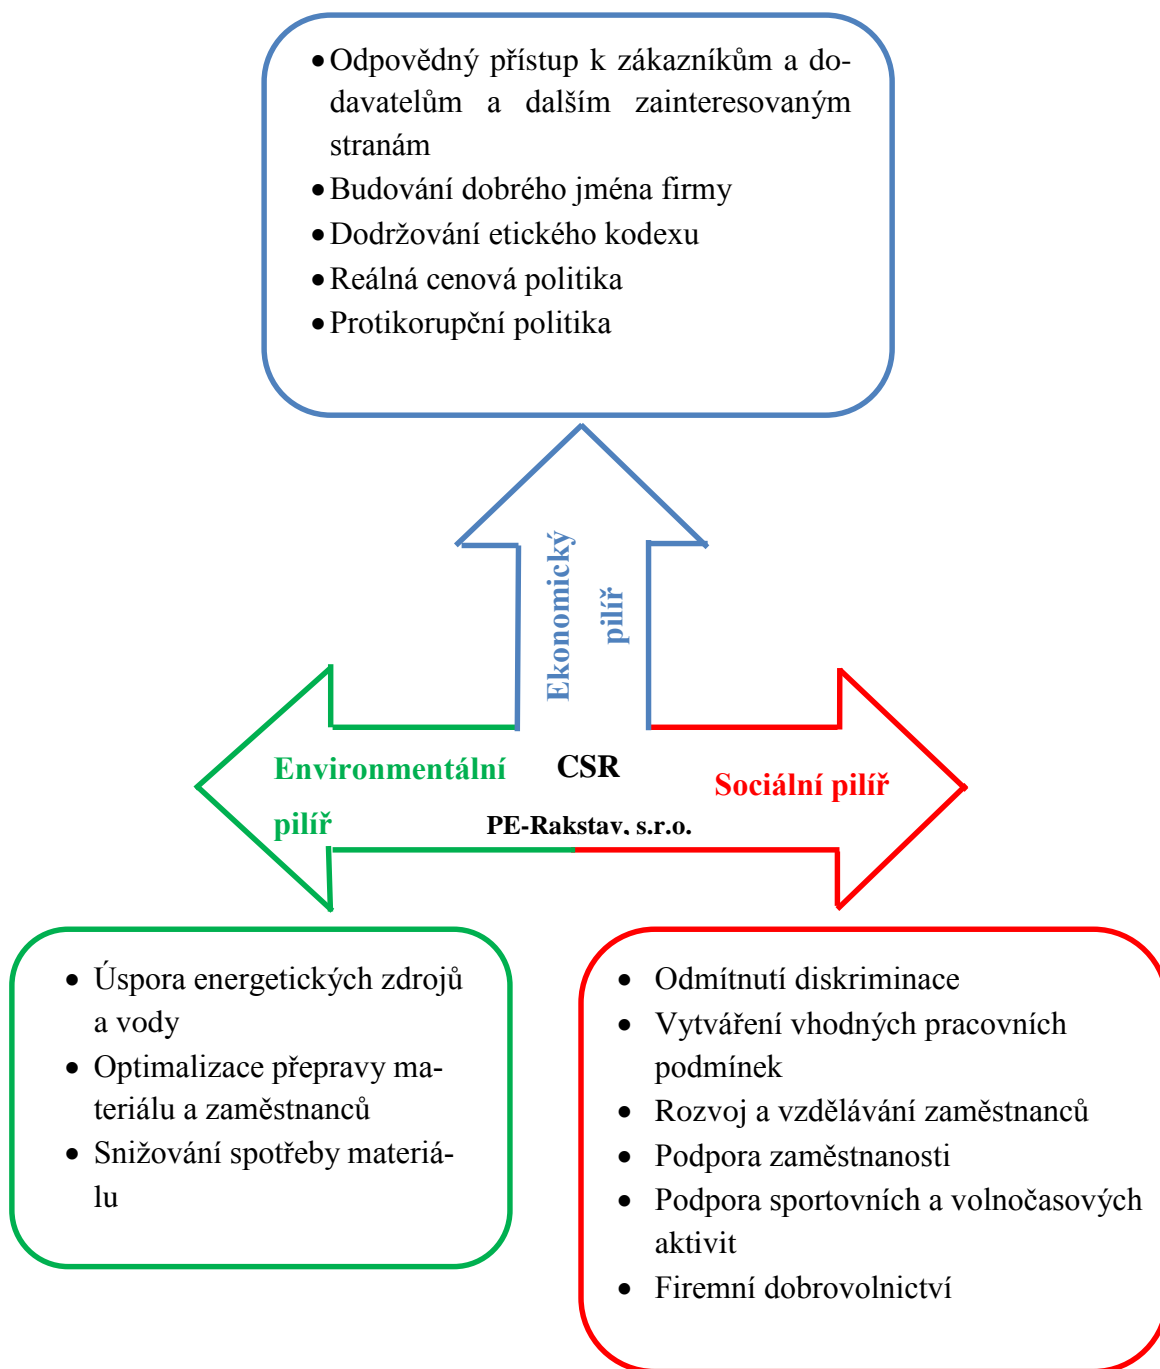 • Odpovědný přístup k zákazníkům a do-
davatelům a dalším zainteresovaným
stranám
• Budování dobrého jména firmy
• Dodržování etického kodexu
• Reálná cenová politika
• Protikorupční politika
Ekonomický
pilíř
Environmentální
pilíř
CSR
PE-Rakstav, s.r.o.
Sociální pilíř
• Úspora energetických zdrojů
a vody
• Optimalizace přepravy ma-
teriálu a zaměstnanců
• Snižování spotřeby materiá-
lu
• Odmítnutí diskriminace
• Vytváření vhodných pracovních
podmínek
• Rozvoj a vzdělávání zaměstnanců
• Podpora zaměstnanosti
• Podpora sportovních a volnočasových
aktivit
• Firemní dobrovolnictví